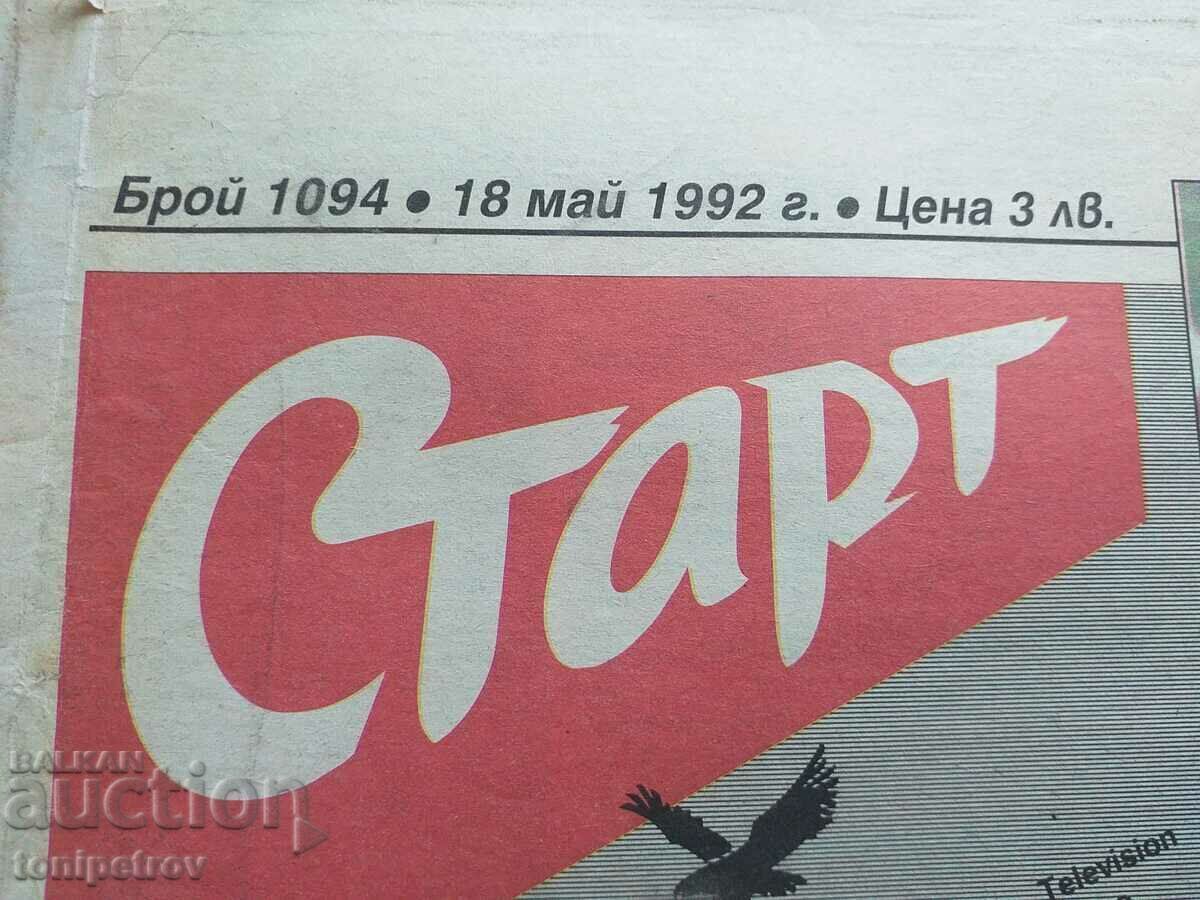 Брой 1094 • 18 май 1992 г. • Цена 3 лв.
Старт
Television
BALKAN
auction
tonipetrov